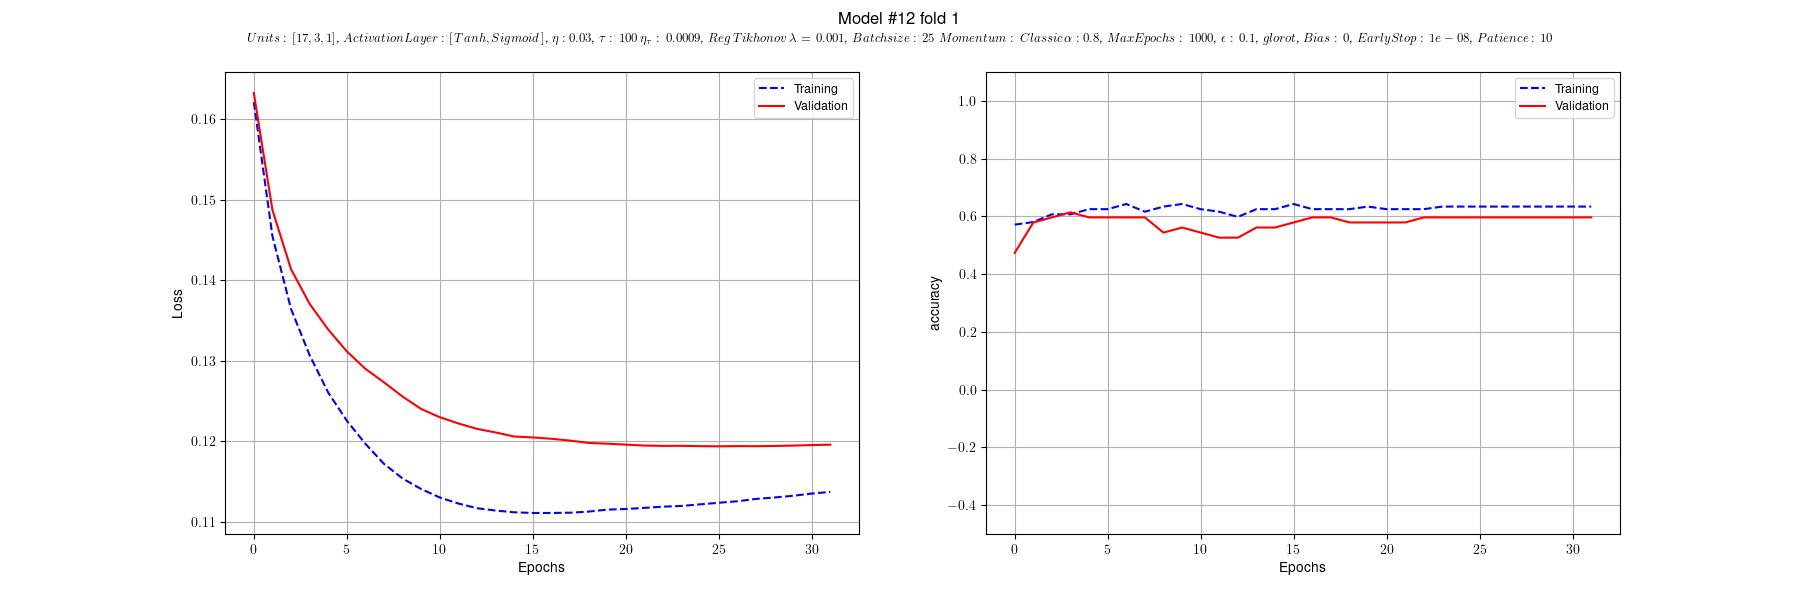 Model #12 fold 1
Units : [17, 3, 1], ActivationLayer : [Tanh, Sigmoid], η : 0.03, τ : 100 ητ : 0.0009, Reg Tikhonov λ = 0.001, Batchsize : 25 Momentum : Classic α : 0.8, MaxEpochs : 1000, ϵ : 0.1, glorot, Bias : 0, EarlyStop : 1e − 08, Patience : 10
Training
Validation
0.16
0.15
0.14
0.13
0.12
0.11
Loss
0 5 10 15 20 25 30
Epochs
Training
Validation
1.0
0.8
0.6
0.4
0.2
0.0
−0.2
−0.4
accuracy
0 5 10 15 20 25 30
Epochs